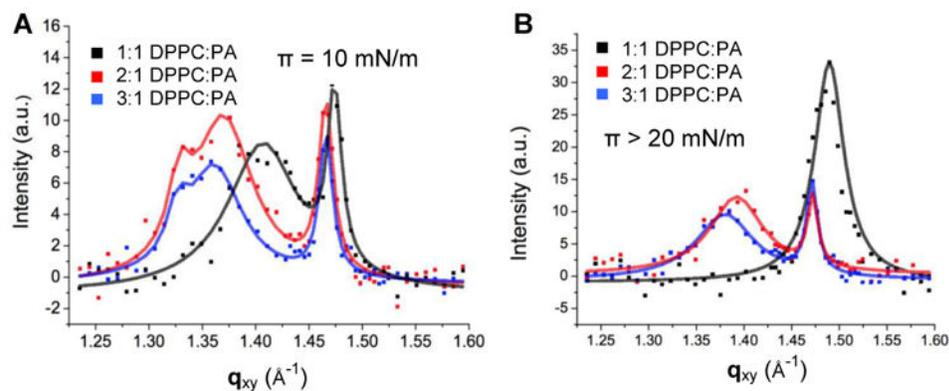 A
1:1 DPPC:PA
2:1 DPPC:PA
3:1 DPPC:PA
π = 10 mN/m
Intensity (a.u.)
16
14
12
10
8
6
4
2
0
-2
1.25 1.30 1.35 1.40 1.45 1.50 1.55 1.60
qxy (Å⁻¹)
B
1:1 DPPC:PA
2:1 DPPC:PA
3:1 DPPC:PA
π > 20 mN/m
Intensity (a.u.)
35
30
25
20
15
10
5
0
-5
1.25 1.30 1.35 1.40 1.45 1.50 1.55 1.60
qxy (Å⁻¹)